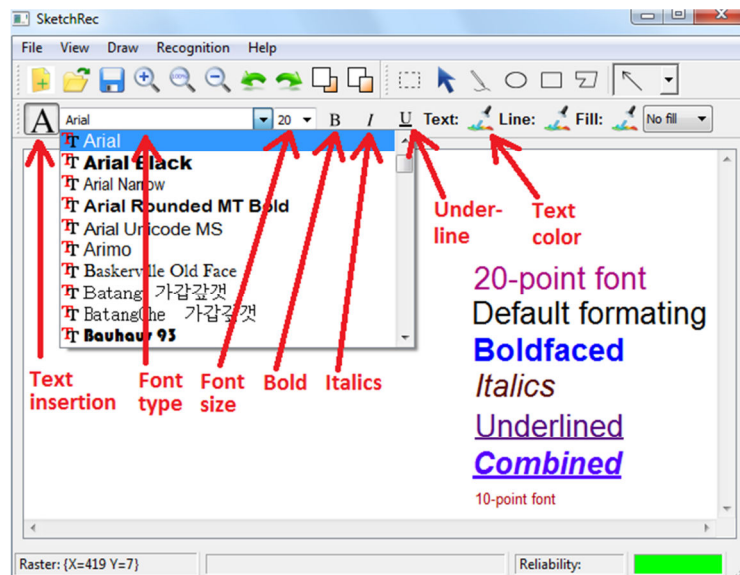 SketchRec
File View Draw Recognition Help
A Arial 20 B I U Text: Line: Fill: No fill
Arial
Arial Black
Arial Narrow
Arial Rounded MT Bold
Arial Unicode MS
Arimo
Baskerville Old Face
Batang 가갑갚갯
BatangChe 가갑갚갯
Bauhaus 93
Under-
line
Text
color
Text
insertion
Font
type
Font
size
Bold
Italics
20-point font
Default formating
Boldfaced
Italics
Underlined
Combined
10-point font
Raster: {X=419 Y=7}
Reliability: